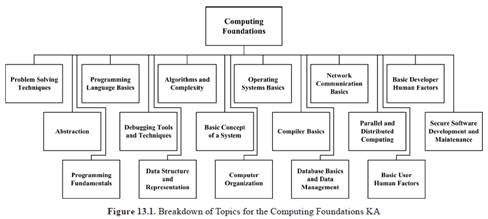 Computing
Foundations
Problem Solving
Techniques
Programming
Language Basics
Algorithms and
Complexity
Operating
Systems Basics
Network
Communication
Basics
Basic Developer
Human Factors
Abstraction
Debugging Tools
and Techniques
Basic Concept
of a System
Compiler Basics
Parallel and
Distributed
Computing
Secure Software
Development and
Maintenance
Programming
Fundamentals
Data Structure
and
Representation
Computer
Organization
Database Basics
and Data
Management
Basic User
Human Factors
Figure 13.1. Breakdown of Topics for the Computing Foundations KA